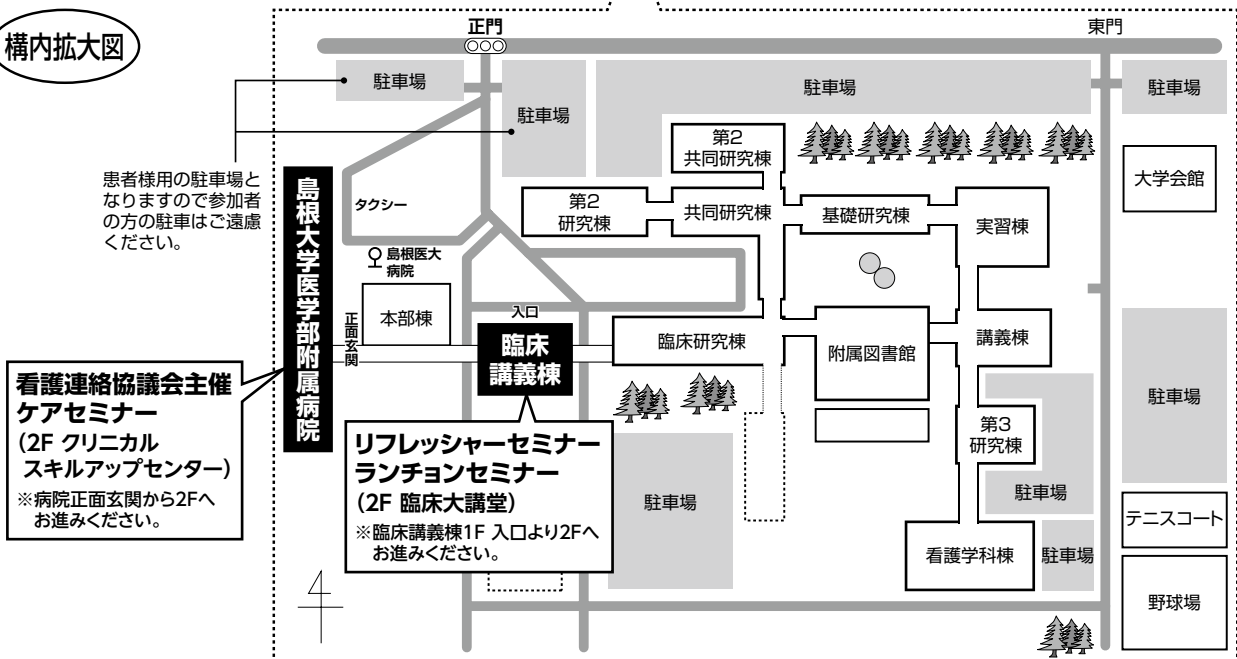 構内拡大図
正門
東門
駐車場
駐車場
駐車場
駐車場
患者様用の駐車場と
なりますので参加者
の方の駐車はご遠慮
ください。
島根大学医学部附属病院
タクシー
島根医大
病院
正面玄関
本部棟
入口
臨床
講義棟
第2
共同研究棟
第2
研究棟
共同研究棟
基礎研究棟
実習棟
大学会館
臨床研究棟
附属図書館
講義棟
駐車場
第3
研究棟
駐車場
駐車場
看護学科棟
駐車場
テニスコート
野球場
看護連絡協議会主催
ケアセミナー
(2F クリニカル
スキルアップセンター)
※病院正面玄関から2Fへ
お進みください。
リフレッシャーセミナー
ランチョンセミナー
(2F 臨床大講堂)
※臨床講義棟1F 入口より2Fへ
お進みください。
4